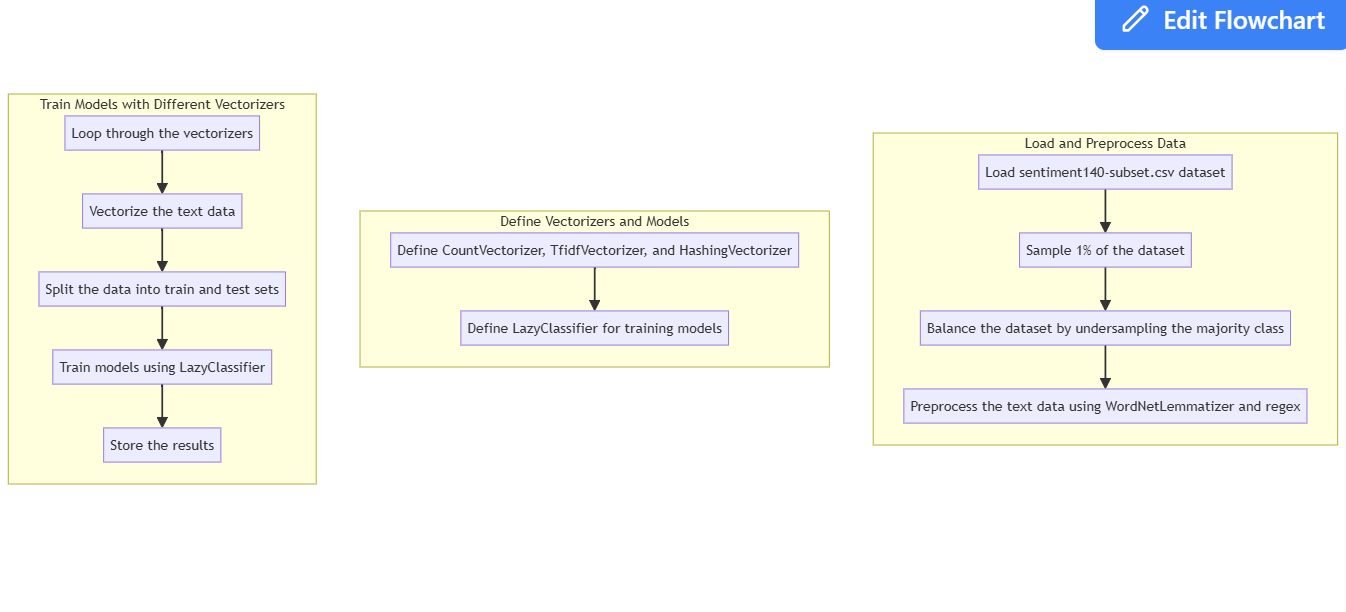 Edit Flowchart
Train Models with Different Vectorizers
Loop through the vectorizers
Vectorize the text data
Split the data into train and test sets
Train models using LazyClassifier
Store the results
Define Vectorizers and Models
Define CountVectorizer, TfidfVectorizer, and HashingVectorizer
Define LazyClassifier for training models
Load and Preprocess Data
Load sentiment140-subset.csv dataset
Sample 1% of the dataset
Balance the dataset by undersampling the majority class
Preprocess the text data using WordNetLemmatizer and regex